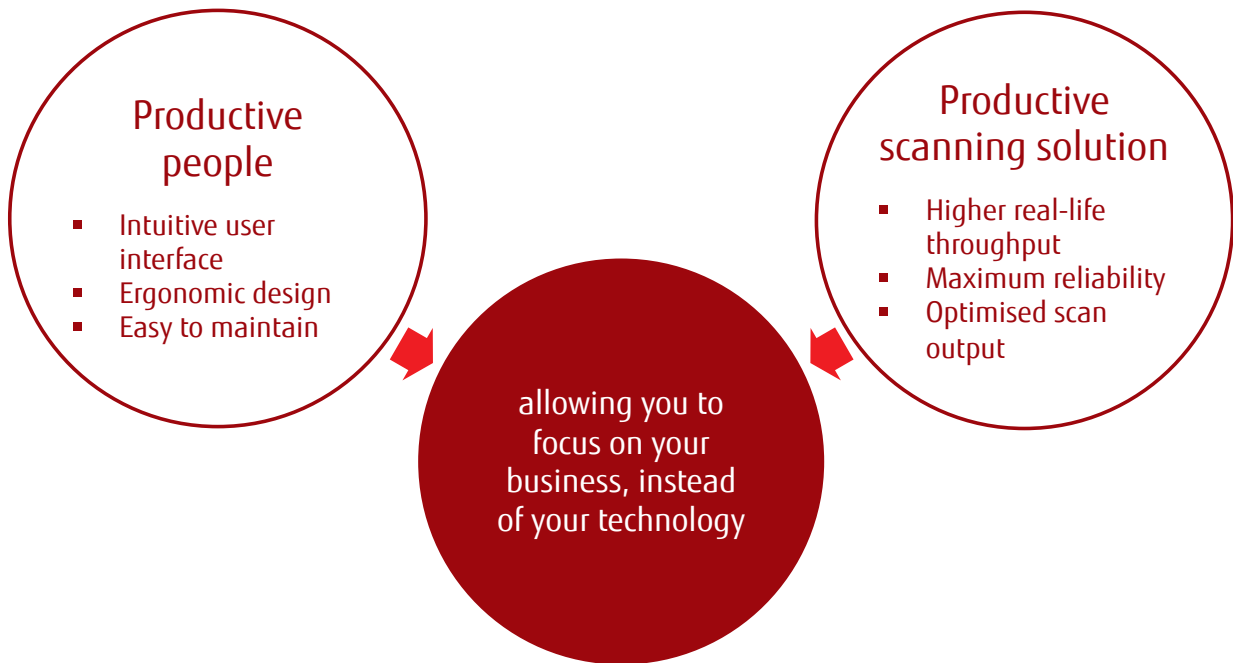 Productive
people
▪ Intuitive user
interface
▪ Ergonomic design
▪ Easy to maintain
Productive
scanning solution
▪ Higher real-life
throughput
▪ Maximum reliability
▪ Optimised scan
output
allowing you to
focus on your
business, instead
of your technology